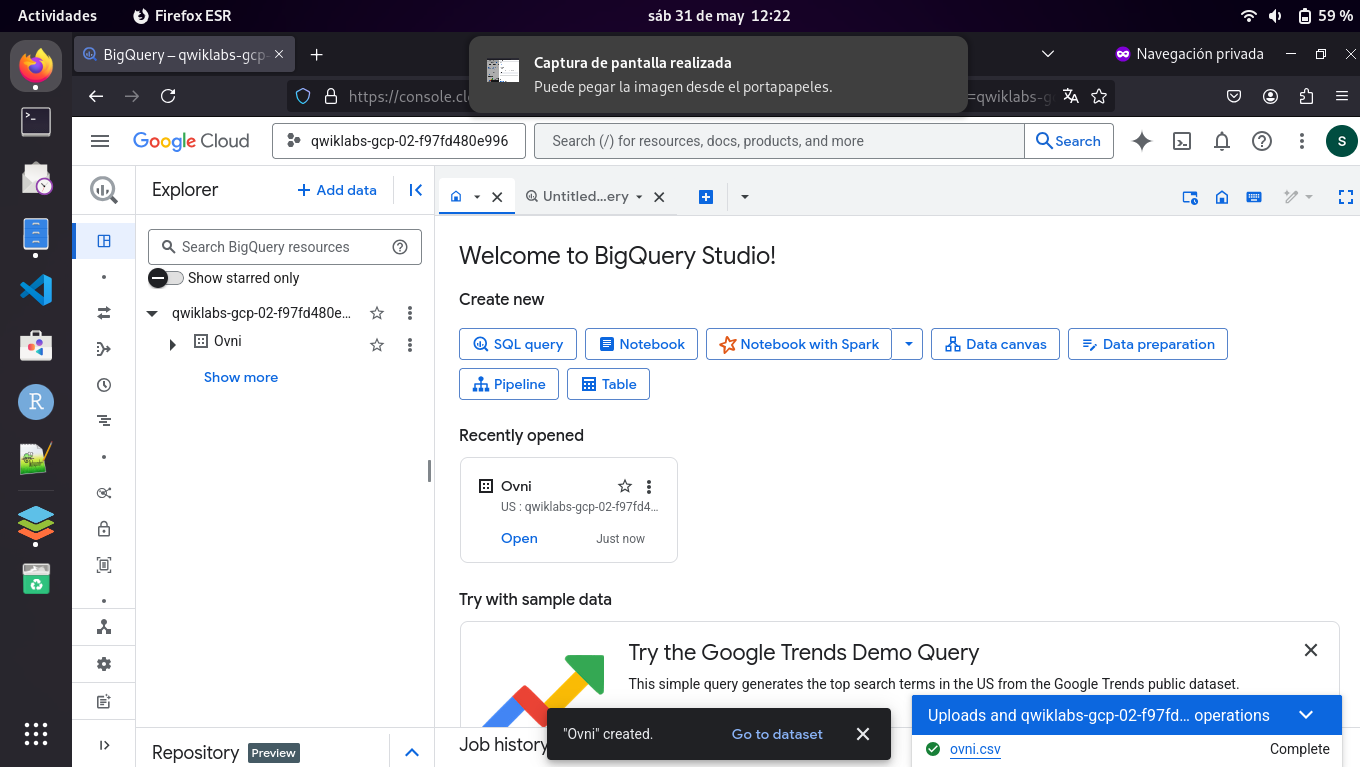 Actividades
Firefox ESR
sáb 31 de may 12:22
59 %
BigQuery – qwiklabs-gcp-
Navegación privada
Captura de pantalla realizada
Puede pegar la imagen desde el portapapeles.
https://console.cl
=qwiklabs-g
Google Cloud
qwiklabs-gcp-02-f97fd480e996
Search (/) for resources, docs, products, and more
Search
S
Explorer
+ Add data
Untitled...ery
Search BigQuery resources
Show starred only
qwiklabs-gcp-02-f97fd480e...
Ovni
Show more
Welcome to BigQuery Studio!
Create new
SQL query
Notebook
Notebook with Spark
Data canvas
Data preparation
Pipeline
Table
Recently opened
Ovni
US : qwiklabs-gcp-02-f97fd4...
Open
Just now
Try with sample data
Try the Google Trends Demo Query
This simple query generates the top search terms in the US from the Google Trends public dataset.
Uploads and qwiklabs-gcp-02-f97fd... operations
ovni.csv
Complete
"Ovni" created.
Go to dataset
Repository
Preview
Job history
R